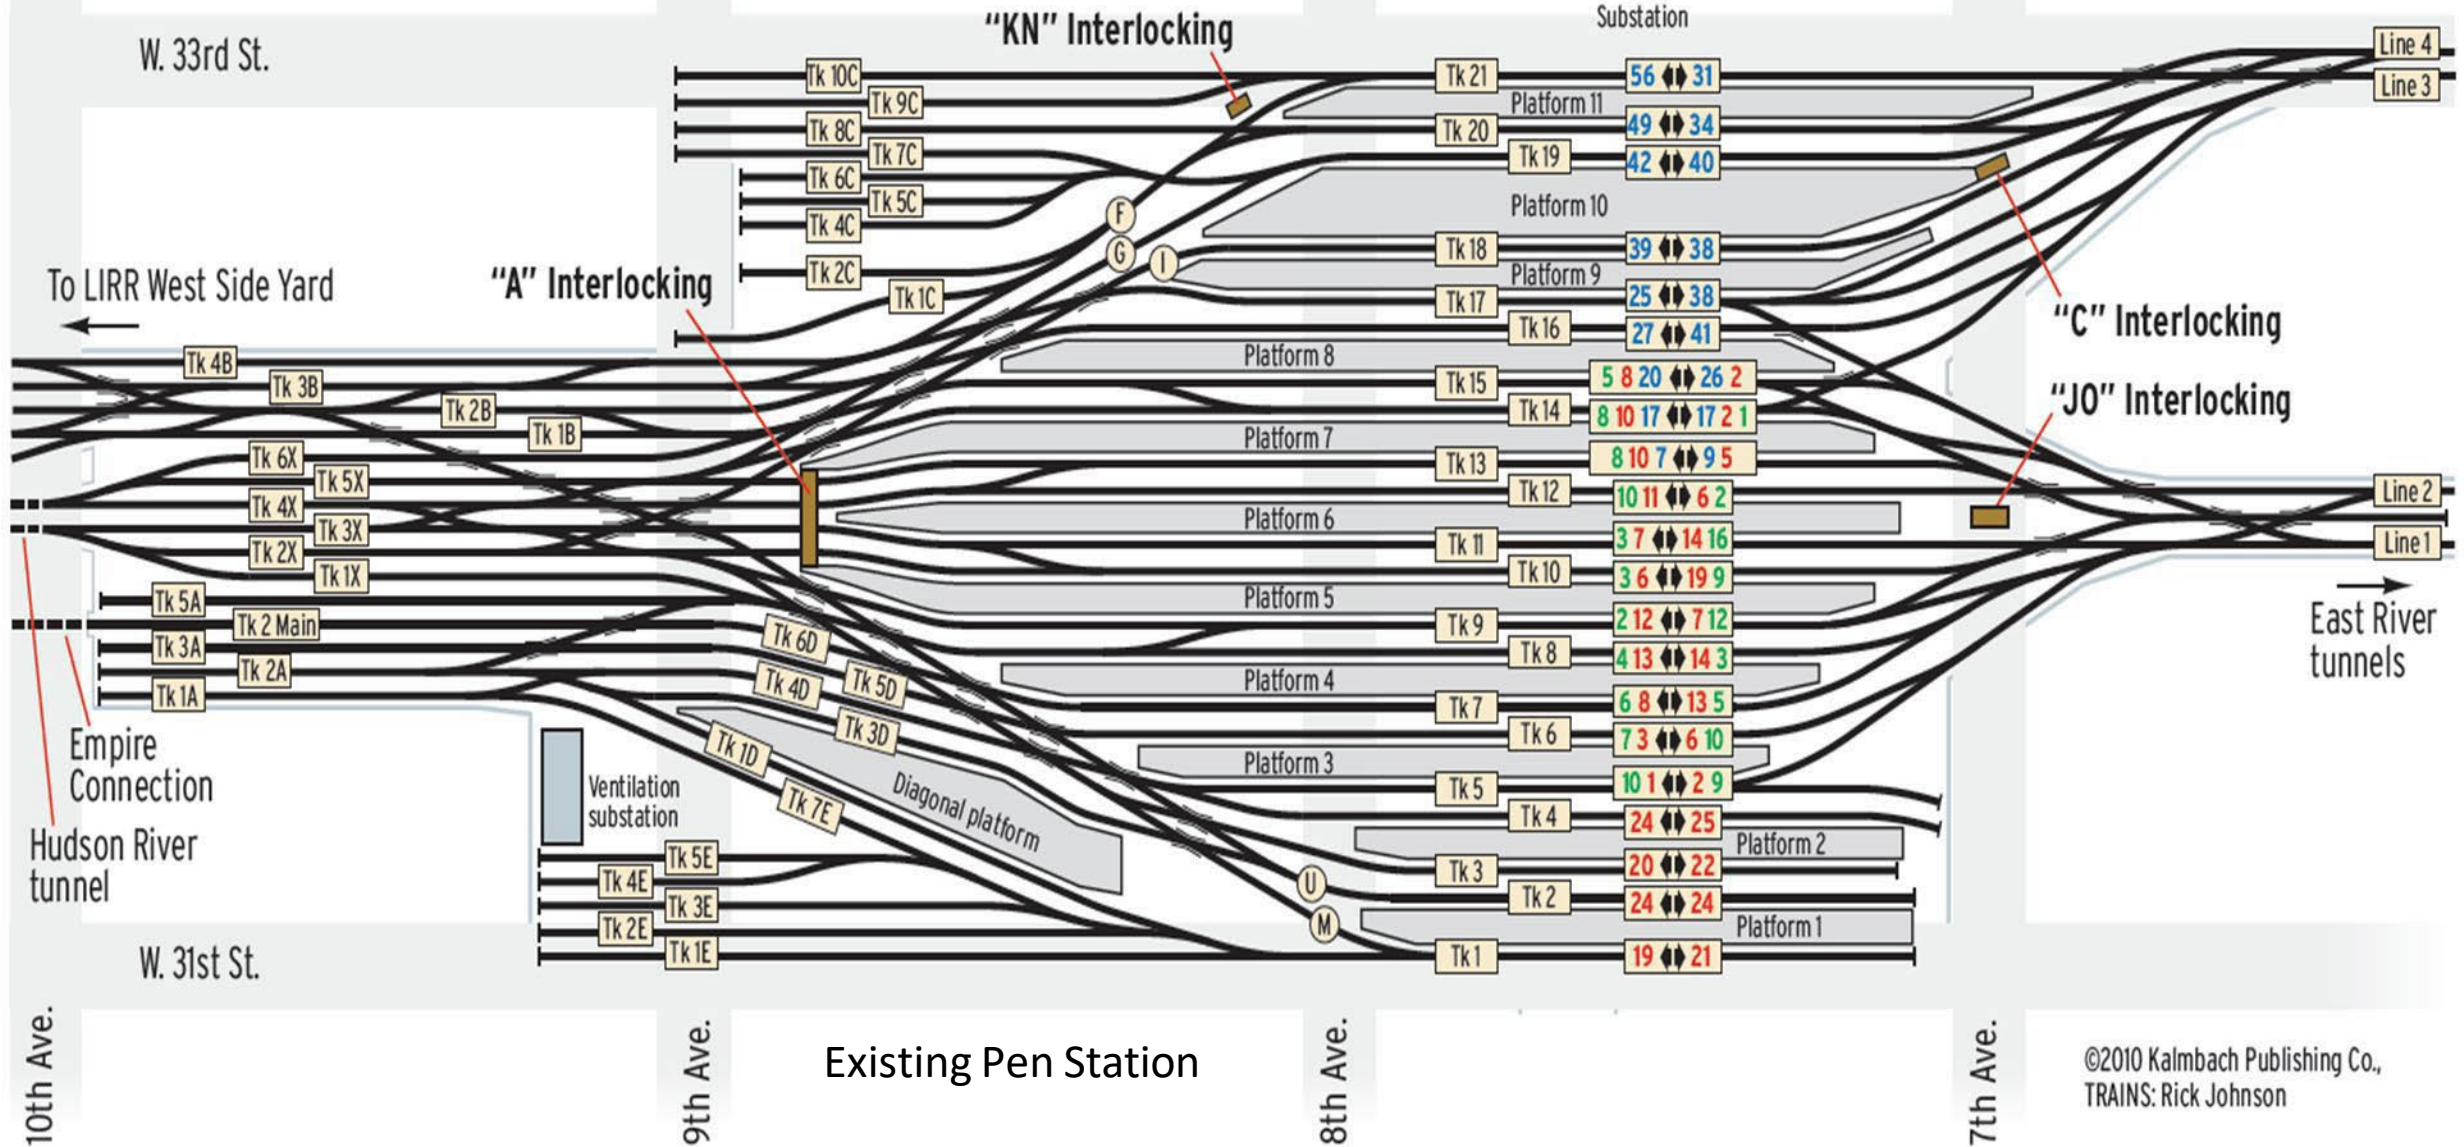 Substation
"KN" Interlocking
W. 33rd St.
Line 4
Line 3
Tk 10C
Tk 21
56 31
Tk 9C
Platform 11
Tk 8C
Tk 20
49 34
Tk 7C
Tk 19
42 40
Tk 6C
Tk 5C
Platform 10
F
Tk 4C
G
Tk 18
39 38
I
Tk 2C
Platform 9
To LIRR West Side Yard
"A" Interlocking
Tk 1C
Tk 17
25 38
"C" Interlocking
Tk 16
27 41
Tk 4B
Platform 8
Tk 3B
Tk 15
5 8 20 26 2
"JO" Interlocking
Tk 2B
Tk 14
8 10 17 17 2 1
Tk 1B
Platform 7
Tk 6X
Tk 13
8 10 7 9 5
Tk 5X
Tk 12
10 11 6 2
Line 2
Tk 4X
Platform 6
Tk 3X
Tk 11
3 7 14 16
Line 1
Tk 2X
Tk 10
3 6 19 9
Tk 1X
Platform 5
Tk 5A
Tk 9
2 12 7 12
East River
tunnels
Tk 2 Main
Tk 6D
Tk 3A
Tk 8
4 13 14 3
Tk 2A
Tk 4D
Tk 5D
Platform 4
Tk 1A
Tk 7
6 8 13 5
Tk 3D
Tk 6
7 3 6 10
Tk 1D
Platform 3
Empire
Connection
Tk 5
10 1 2 9
Ventilation
substation
Diagonal platform
Tk 7E
Tk 4
24 25
Hudson River
tunnel
Platform 2
Tk 5E
Tk 3
20 22
Tk 4E
U
Tk 2
24 24
Tk 3E
M
Platform 1
Tk 2E
Tk 1E
Tk 1
19 21
W. 31st St.
10th Ave.
9th Ave.
Existing Pen Station
8th Ave.
7th Ave.
©2010 Kalmbach Publishing Co.,
TRAINS: Rick Johnson